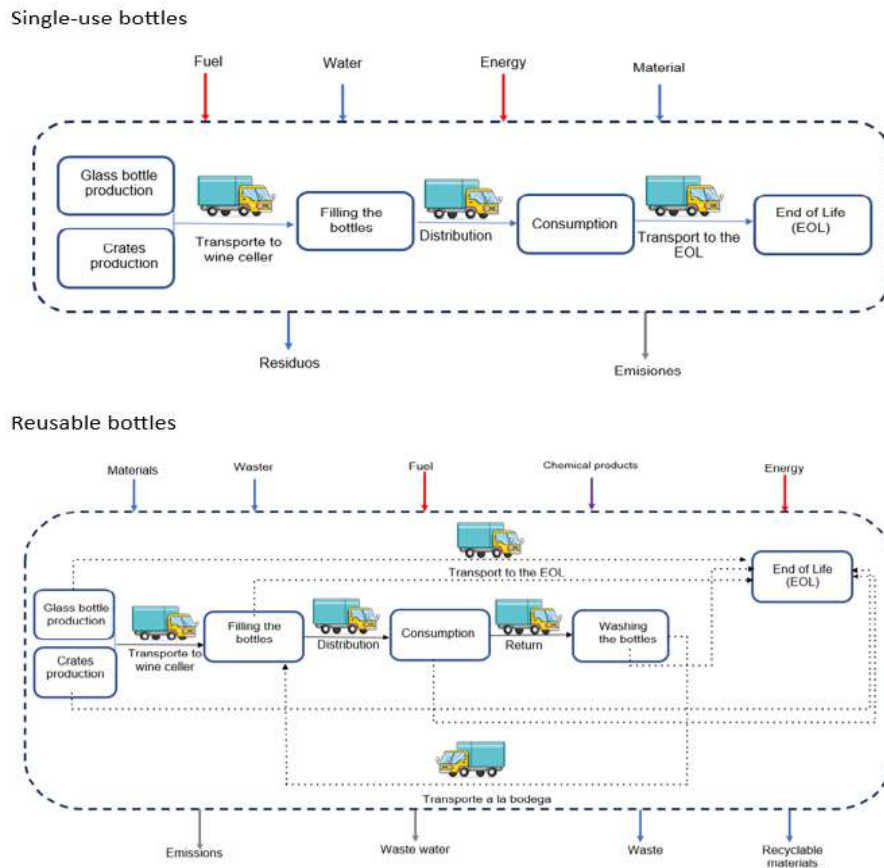 Single-use bottles
Fuel
Water
Energy
Material
Glass bottle
production
Crates
production
Transporte to
wine celler
Filling the
bottles
Distribution
Consumption
Transport to the
EOL
End of Life
(EOL)
Residuos
Emisiones
Reusable bottles
Materials
Waster
Fuel
Chemical products
Energy
Transport to the EOL
End of Life
(EOL)
Glass bottle
production
Crates
production
Transporte to
wine celler
Filling the
bottles
Distribution
Consumption
Return
Washing
the bottles
Transporte a la bodega
Emissions
Waste water
Waste
Recyclable
materials